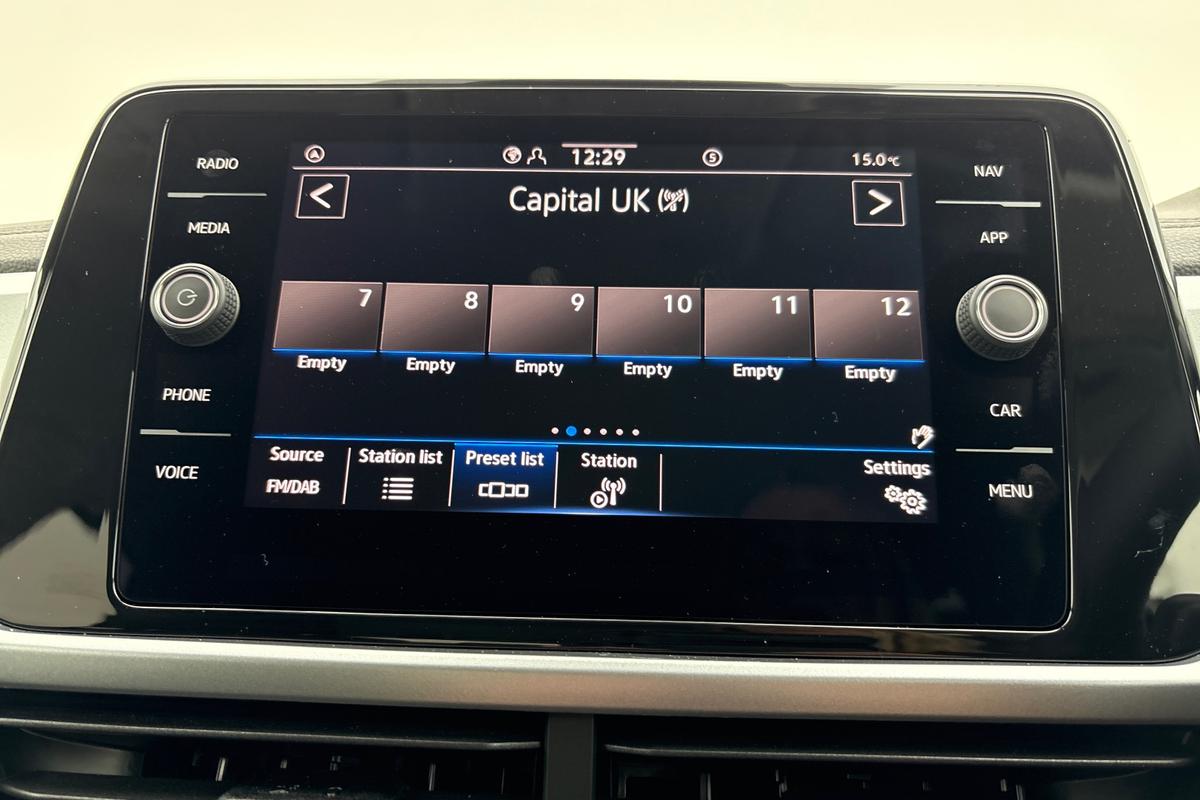 RADIO
MEDIA
PHONE
VOICE
12:29
5
15.0°C
Capital UK
7
8
9
10
11
12
Empty
Empty
Empty
Empty
Empty
Empty
Source
FM/DAB
Station list
Preset list
Station
Settings
NAV
APP
CAR
MENU